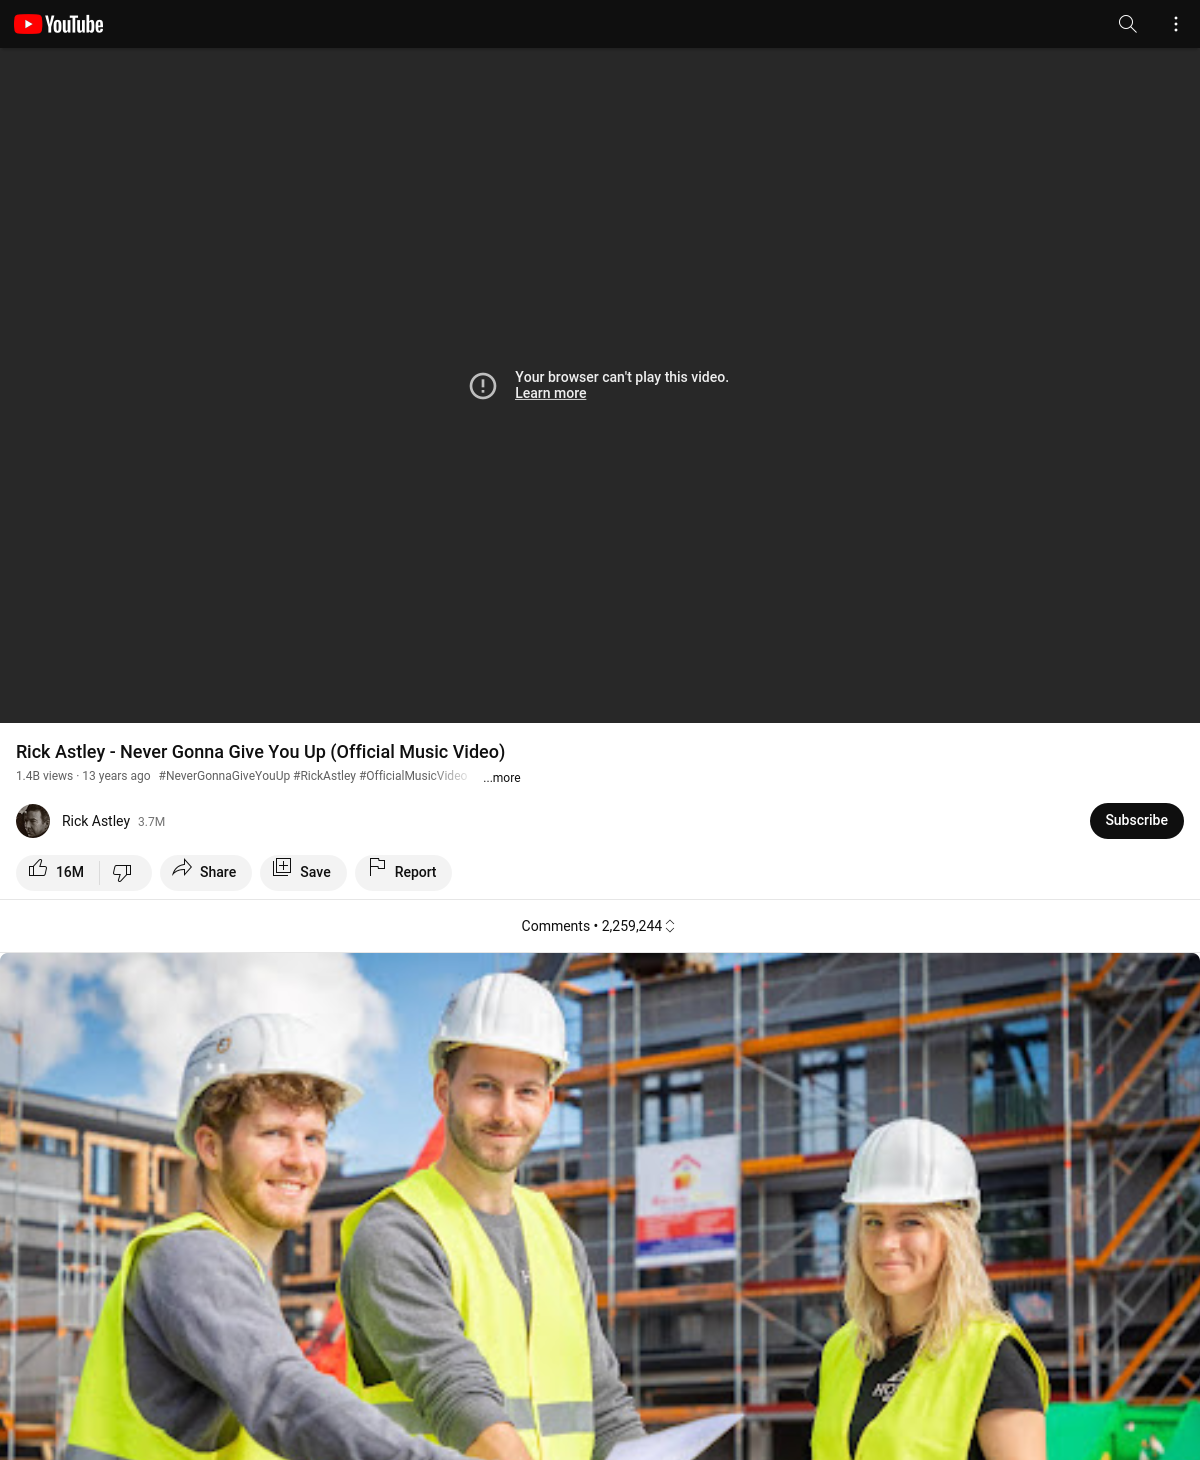 YouTube
Your browser can't play this video.
Learn more
Rick Astley - Never Gonna Give You Up (Official Music Video)
1.4B views · 13 years ago #NeverGonnaGiveYouUp #RickAstley #OfficialMusicVideo ...more
Rick Astley 3.7M
Subscribe
16M Share Save Report
Comments • 2,259,244